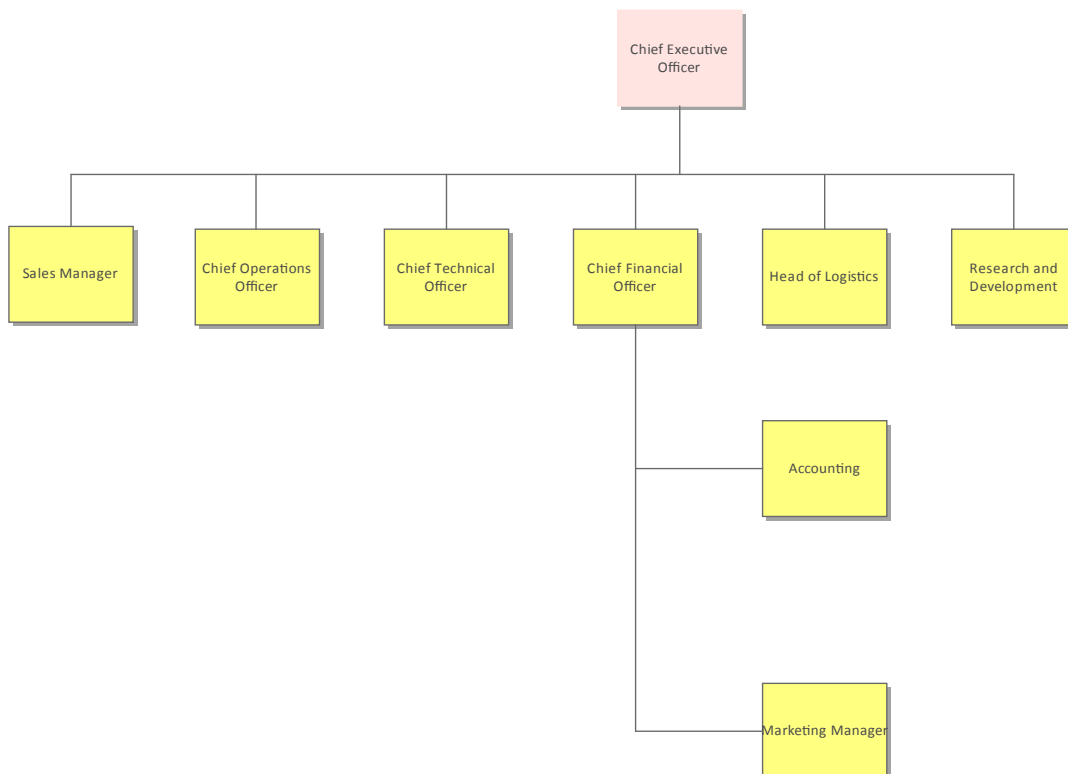 Chief Executive
Officer
Sales Manager
Chief Operations
Officer
Chief Technical
Officer
Chief Financial
Officer
Head of Logistics
Research and
Development
Accounting
Marketing Manager